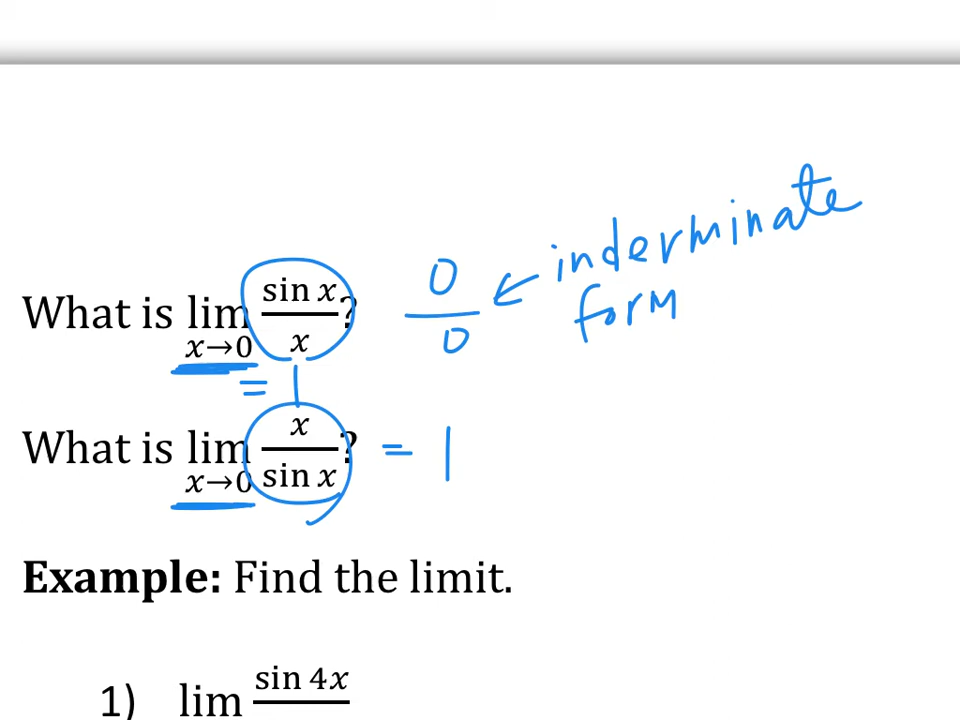 What is lim x→0 sin x / x ? 0/0 ← inderminate form
= 1
What is lim x→0 x / sin x ? = 1
Example: Find the limit.
1) lim sin 4x